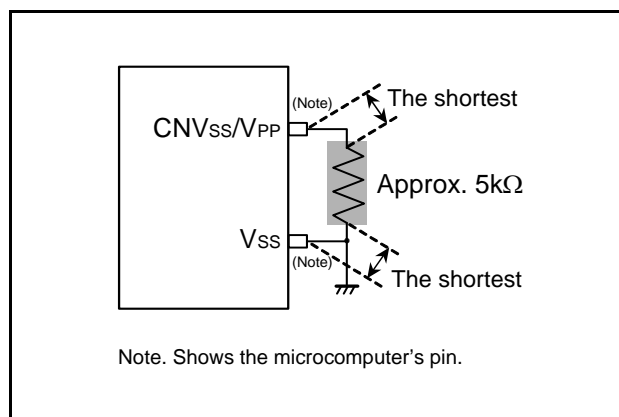 (Note)
The shortest
CNVSS/VPP
Approx. 5kΩ
VSS
(Note)
The shortest
Note. Shows the microcomputer's pin.